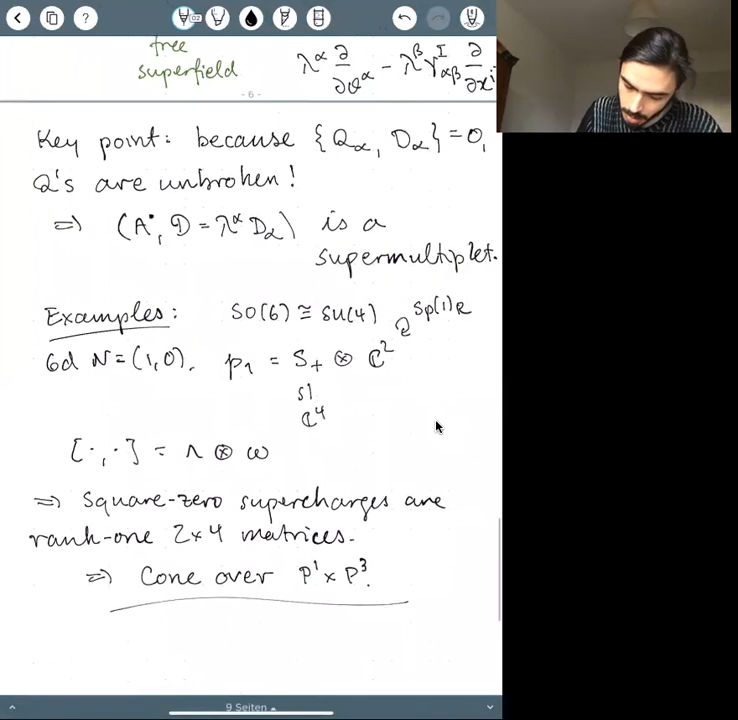 free
superfield
λ^α ∂/∂θ^α - λ^β γ^I_{αβ} ∂/∂x^i
- 6 -
Key point: because {Q_α, D_α} = 0,
Q's are unbroken!
⇒ (A^•, 𝒟 = λ^α D_α) is a
supermultiplet.
Examples: SO(6) ≅ SU(4) Sp(1)_R
6d N = (1,0). p_1 = S_+ ⊗ ℂ^2
ℂ^4
[·,·] = ∧ ⊗ ω
⇒ Square-zero supercharges are
rank-one 2×4 matrices.
⇒ Cone over P^1 × P^3.
9 Seiten